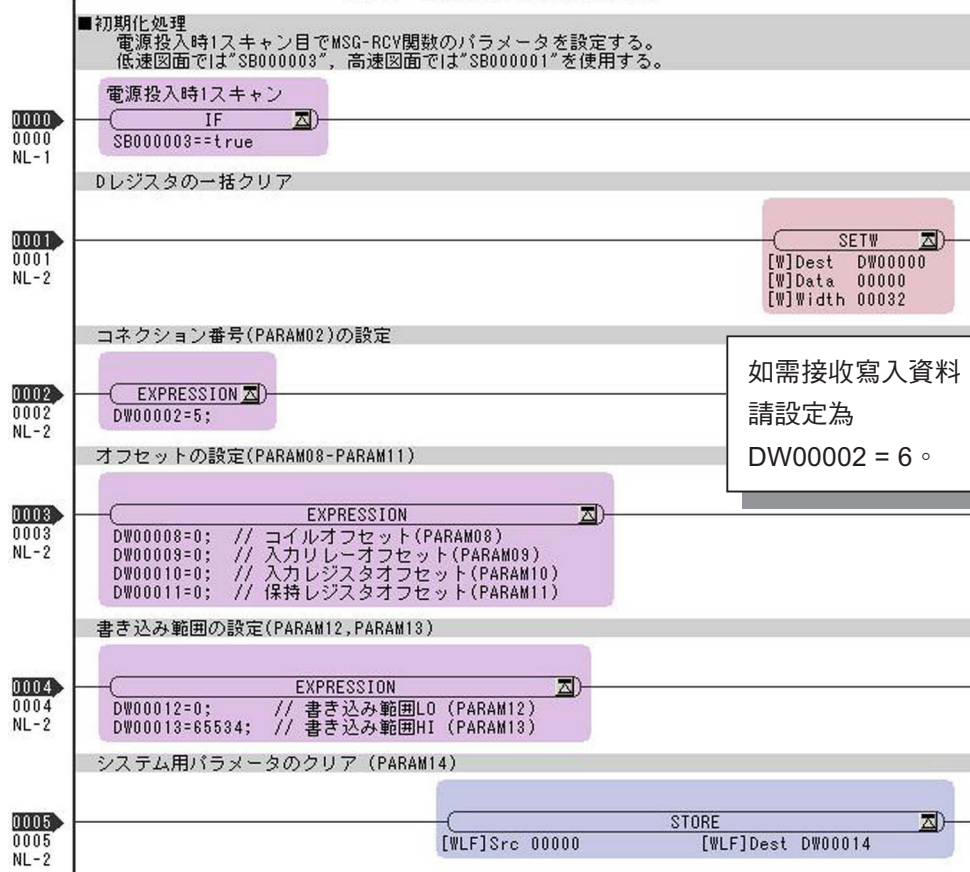 ■初期化処理
電源投入時1スキャン目でMSG-RCV関数のパラメータを設定する。
低速図面では"SB000003", 高速図面では"SB000001"を使用する。
電源投入時1スキャン
0000
0000
NL-1
IF
SB000003==true
Dレジスタの一括クリア
0001
0001
NL-2
SETW
[W]Dest DW00000
[W]Data 00000
[W]Width 00032
コネクション番号(PARAM02)の設定
0002
0002
NL-2
EXPRESSION
DW00002=5;
如需接收寫入資料
請設定為
DW00002 = 6。
オフセットの設定(PARAM08-PARAM11)
0003
0003
NL-2
EXPRESSION
DW00008=0; // コイルオフセット(PARAM08)
DW00009=0; // 入力リレーオフセット(PARAM09)
DW00010=0; // 入力レジスタオフセット(PARAM10)
DW00011=0; // 保持レジスタオフセット(PARAM11)
書き込み範囲の設定(PARAM12,PARAM13)
0004
0004
NL-2
EXPRESSION
DW00012=0; // 書き込み範囲LO (PARAM12)
DW00013=65534; // 書き込み範囲HI (PARAM13)
システム用パラメータのクリア (PARAM14)
0005
0005
NL-2
STORE
[WLF]Src 00000 [WLF]Dest DW00014